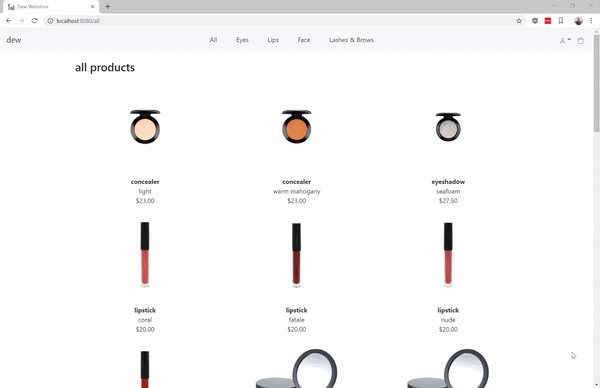 Dew Webstore
localhost:8080/all
dew
All Eyes Lips Face Lashes & Brows
all products
concealer concealer eyeshadow
light warm mahogany seafoam
$23.00 $23.00 $27.50
lipstick lipstick lipstick
coral fatale nude
$20.00 $20.00 $20.00